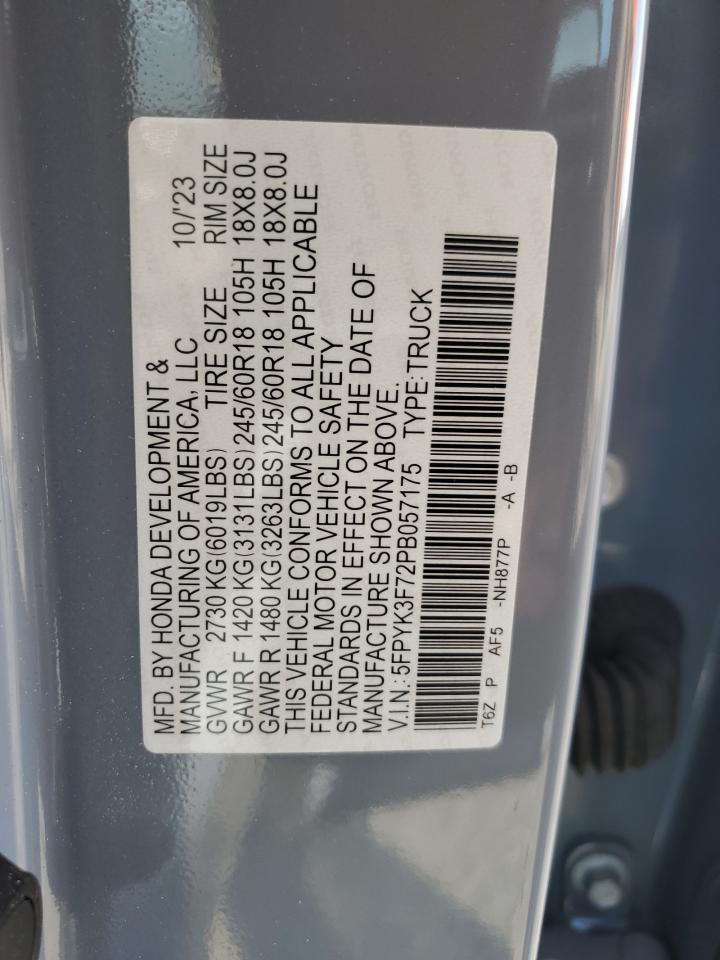 MFD. BY HONDA DEVELOPMENT & 10/'23
MANUFACTURING OF AMERICA, LLC
GVWR 2730 KG(6019LBS) TIRE SIZE RIM SIZE
GAWR F 1420 KG(3131LBS)245/60R18 105H 18X8.0J
GAWR R 1480 KG(3263LBS)245/60R18 105H 18X8.0J
THIS VEHICLE CONFORMS TO ALL APPLICABLE
FEDERAL MOTOR VEHICLE SAFETY
STANDARDS IN EFFECT ON THE DATE OF
MANUFACTURE SHOWN ABOVE.
V.I.N.:5FPYK3F72PB057175 TYPE:TRUCK
T6Z P AF5 -NH877P -A -B